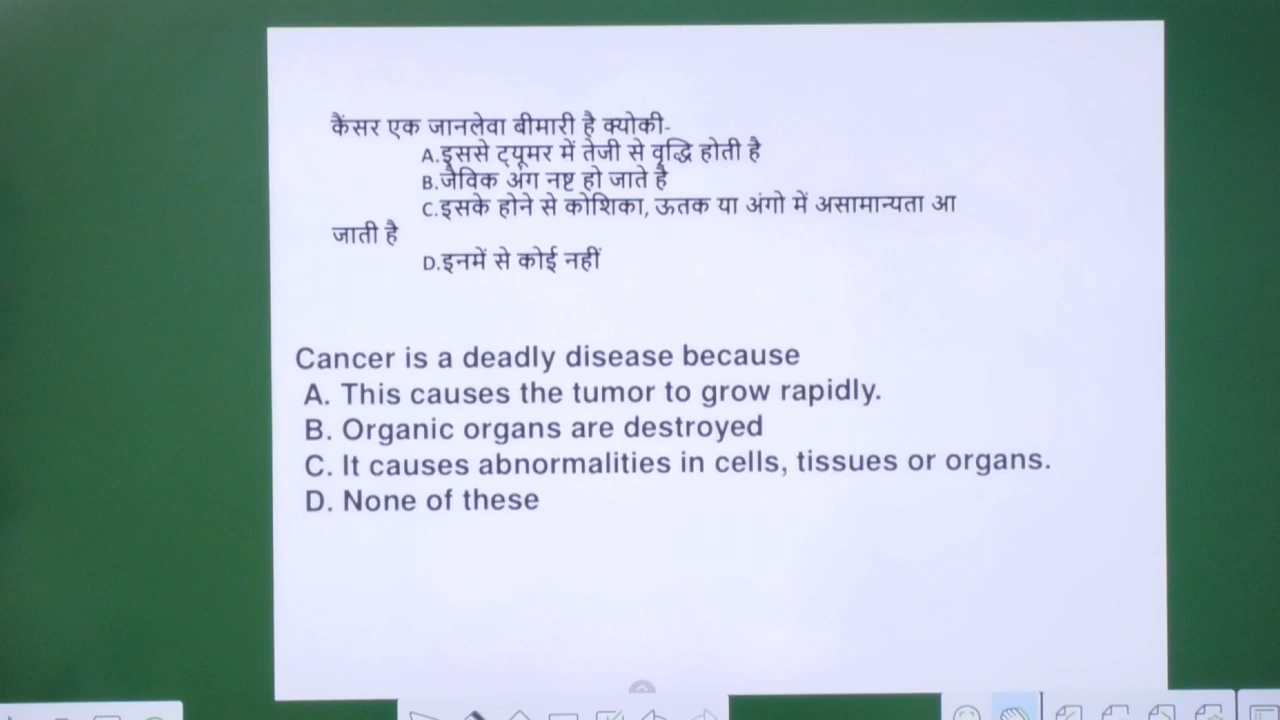 कैंसर एक जानलेवा बीमारी है क्योकी-
A.इससे ट्यूमर में तेजी से वृद्धि होती है
B.जैविक अंग नष्ट हो जाते है
C.इसके होने से कोशिका, ऊतक या अंगो में असामान्यता आ
जाती है
D.इनमें से कोई नहीं
Cancer is a deadly disease because
A. This causes the tumor to grow rapidly.
B. Organic organs are destroyed
C. It causes abnormalities in cells, tissues or organs.
D. None of these